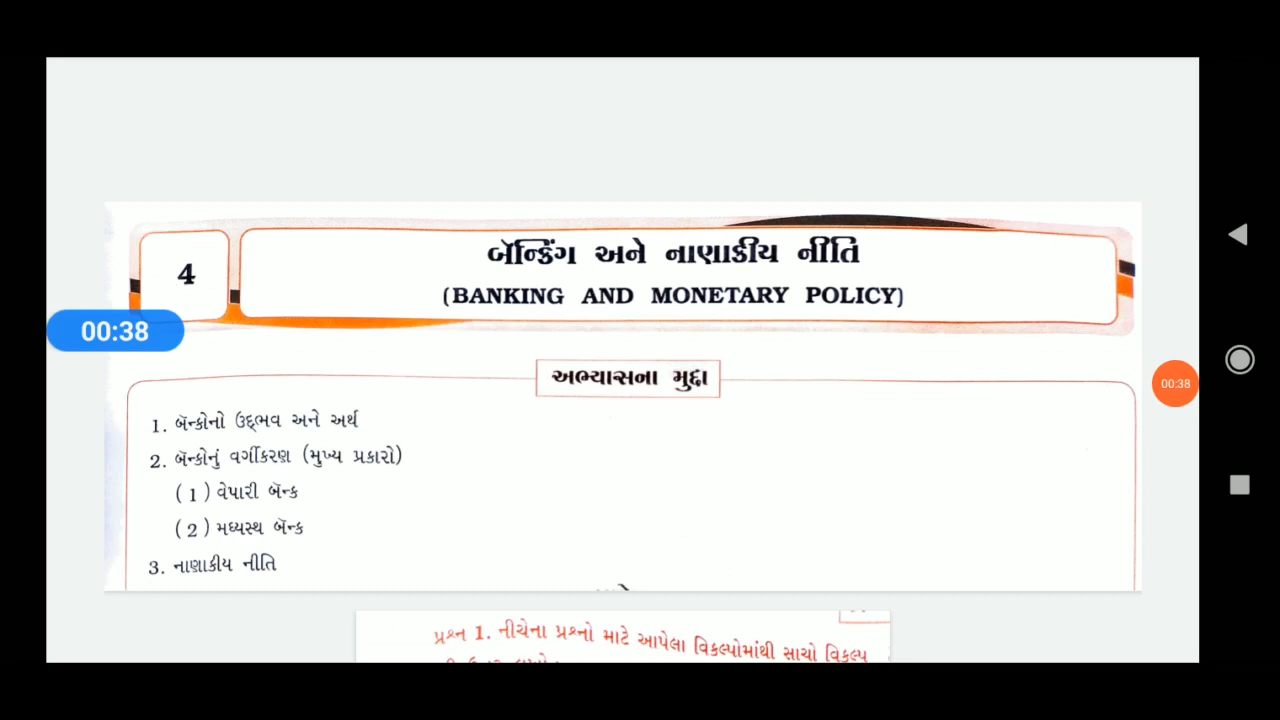 4
બૅન્કિંગ અને નાણાકીય નીતિ
(BANKING AND MONETARY POLICY)
00:38
00:38
અભ્યાસના મુદ્દા
1. બૅન્કોનો ઉદ્ભવ અને અર્થ
2. બૅન્કોનું વર્ગીકરણ (મુખ્ય પ્રકારો)
(1) વેપારી બૅન્ક
(2) મધ્યસ્થ બૅન્ક
3. નાણાકીય નીતિ
પ્રશ્ન 1. નીચેના પ્રશ્નો માટે આપેલા વિકલ્પોમાંથી સાચો વિકલ્પ